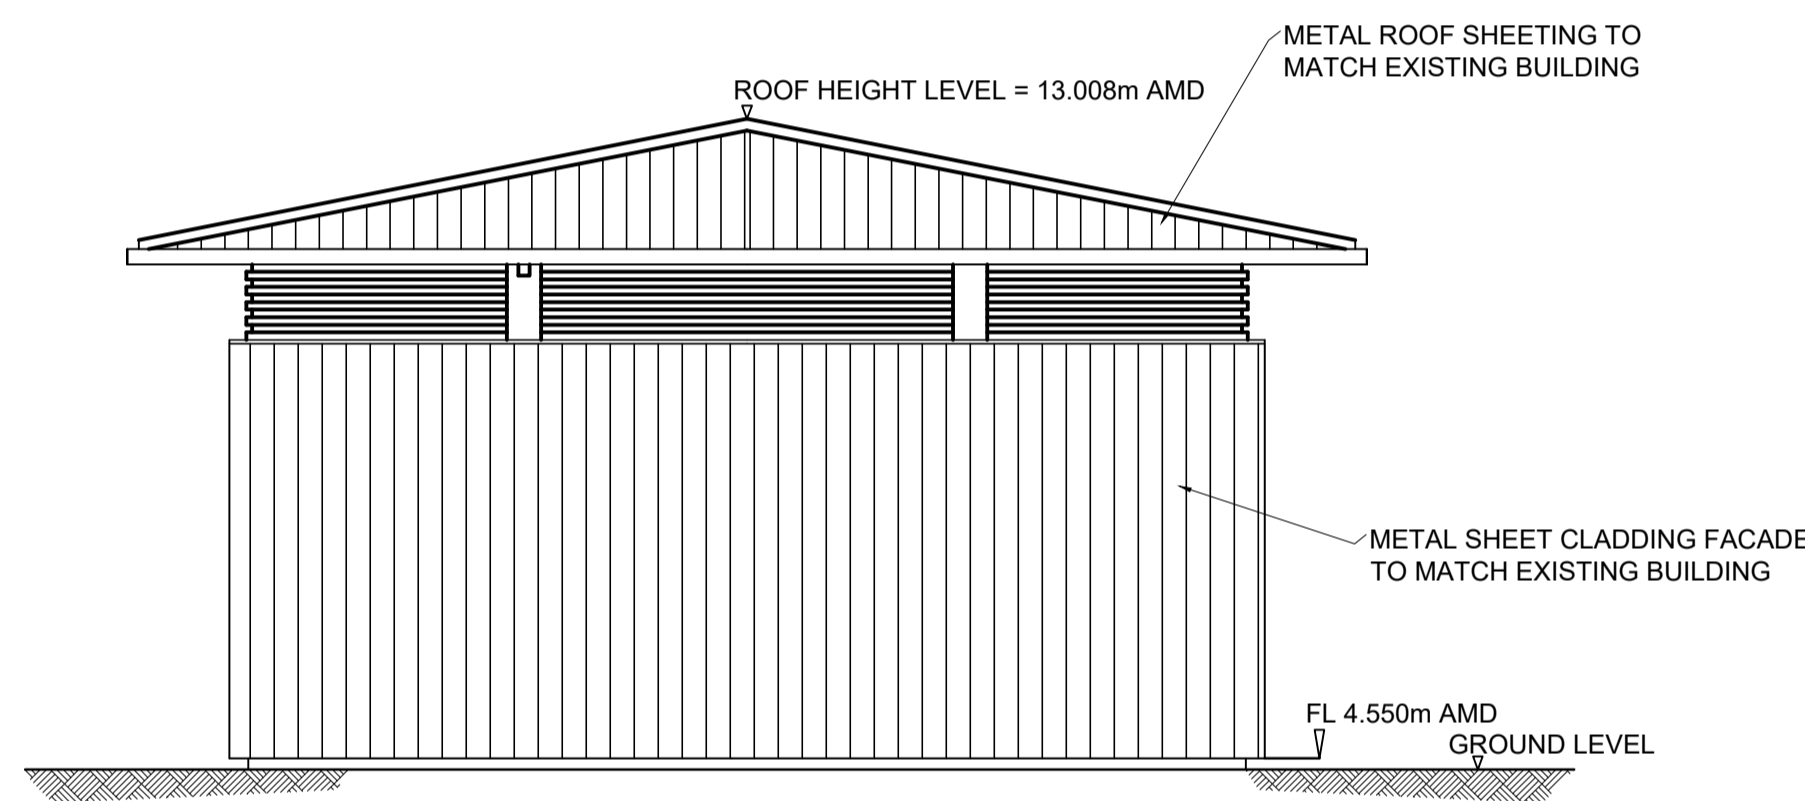 METAL ROOF SHEETING TO
MATCH EXISTING BUILDING
ROOF HEIGHT LEVEL = 13.008m AMD
METAL SHEET CLADDING FACADE
TO MATCH EXISTING BUILDING
FL 4.550m AMD
GROUND LEVEL